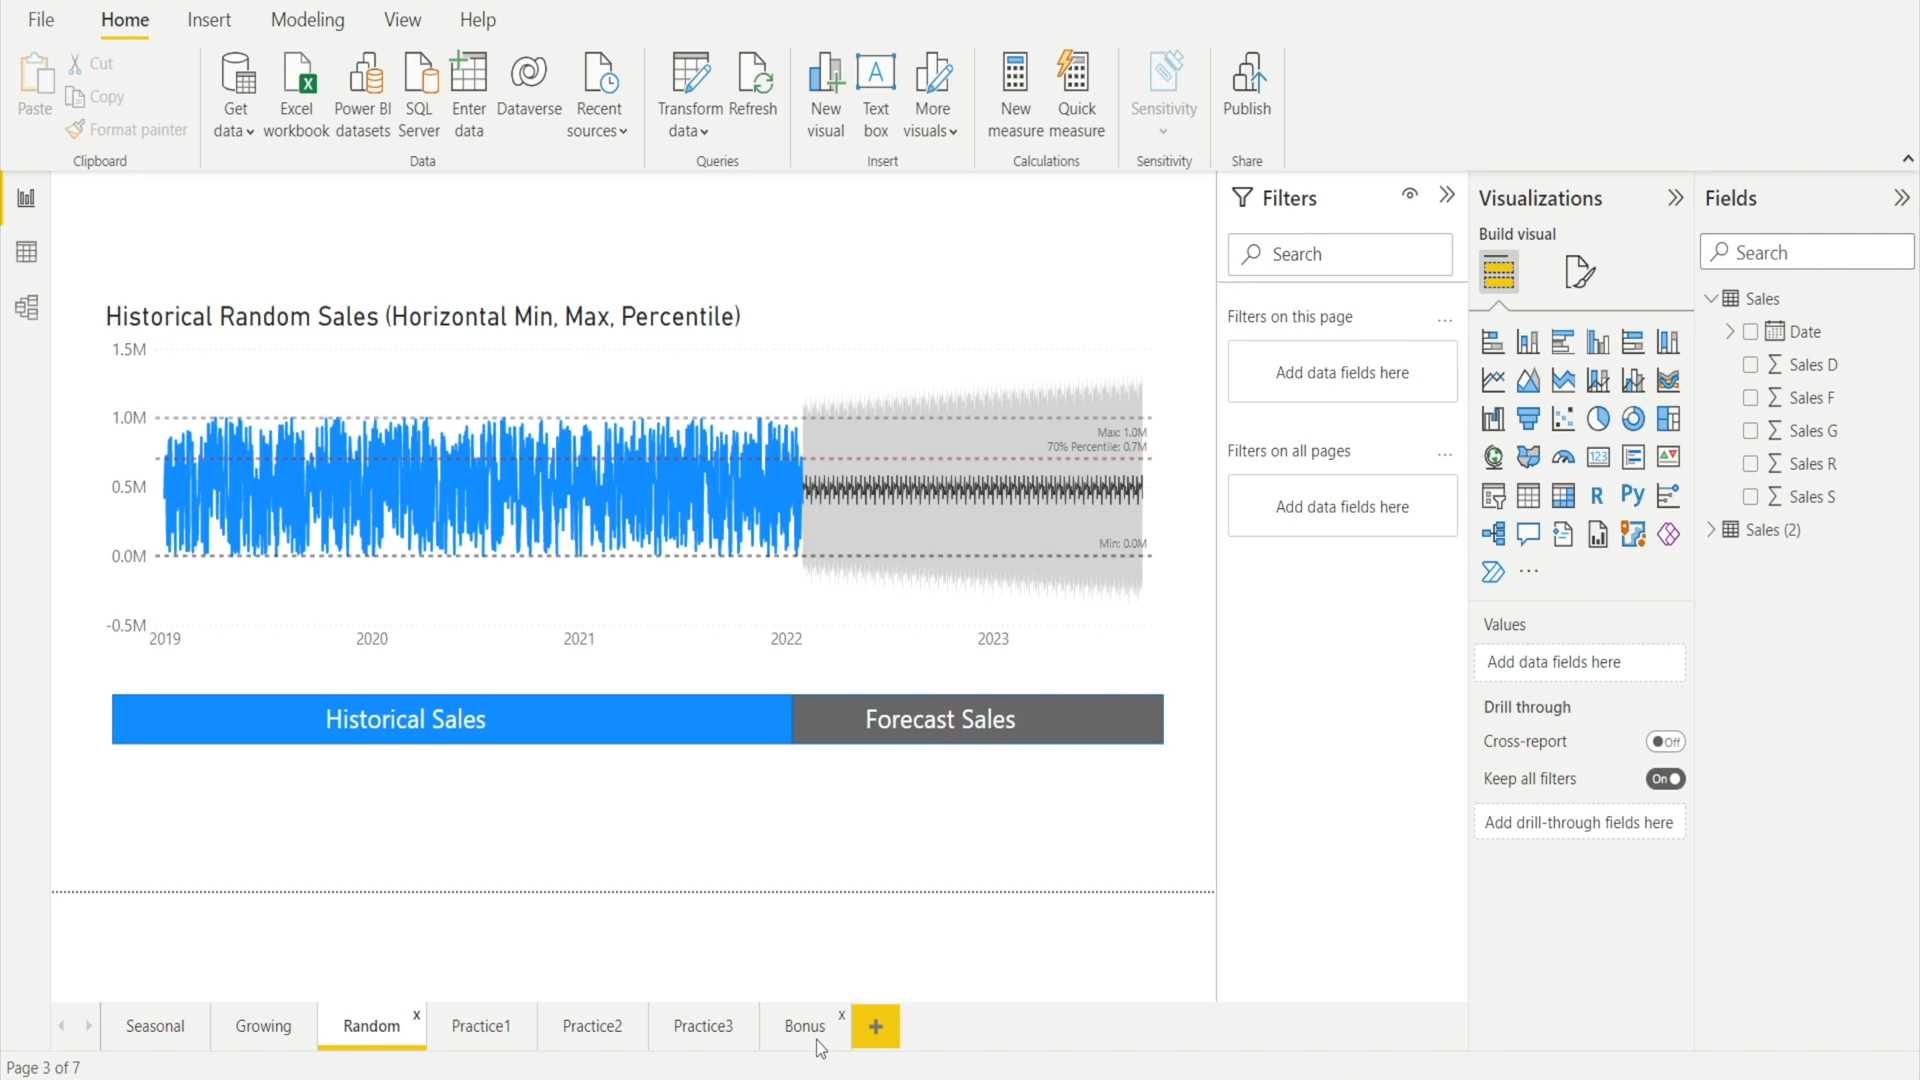 File Home Insert Modeling View Help
Paste
Cut
Copy
Format painter
Clipboard
Get data
Excel workbook
Power BI datasets
SQL Server
Enter data
Dataverse
Recent sources
Data
Transform data
Refresh
Queries
New visual
Text box
More visuals
Insert
New measure
Quick measure
Calculations
Sensitivity
Sensitivity
Publish
Share
Historical Random Sales (Horizontal Min, Max, Percentile)
1.5M
1.0M
0.5M
0.0M
-0.5M
Max: 1.0M
70% Percentile: 0.7M
Min: 0.0M
2019 2020 2021 2022 2023
Historical Sales Forecast Sales
Filters
Search
Filters on this page ...
Add data fields here
Filters on all pages ...
Add data fields here
Visualizations
Build visual
123
R
Py
...
Values
Add data fields here
Drill through
Cross-report Off
Keep all filters On
Add drill-through fields here
Fields
Search
Sales
Date
Sales D
Sales F
Sales G
Sales R
Sales S
Sales (2)
Seasonal Growing Random x Practice1 Practice2 Practice3 Bonus x +
Page 3 of 7